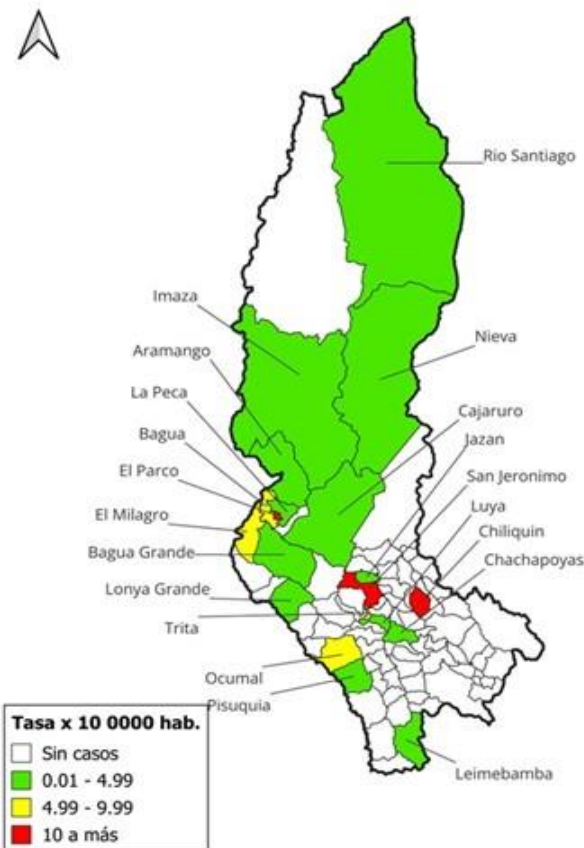 Rio Santiago
Imaza
Nieva
Aramango
La Peca
Cajaruro
Bagua
Jazan
El Parco
San Jeronimo
El Milagro
Luya
Bagua Grande
Chiliquin
Lonya Grande
Chachapoyas
Trita
Ocumal
Pisuquia
Leimebamba
Tasa x 10 0000 hab.
Sin casos
0.01 - 4.99
4.99 - 9.99
10 a más